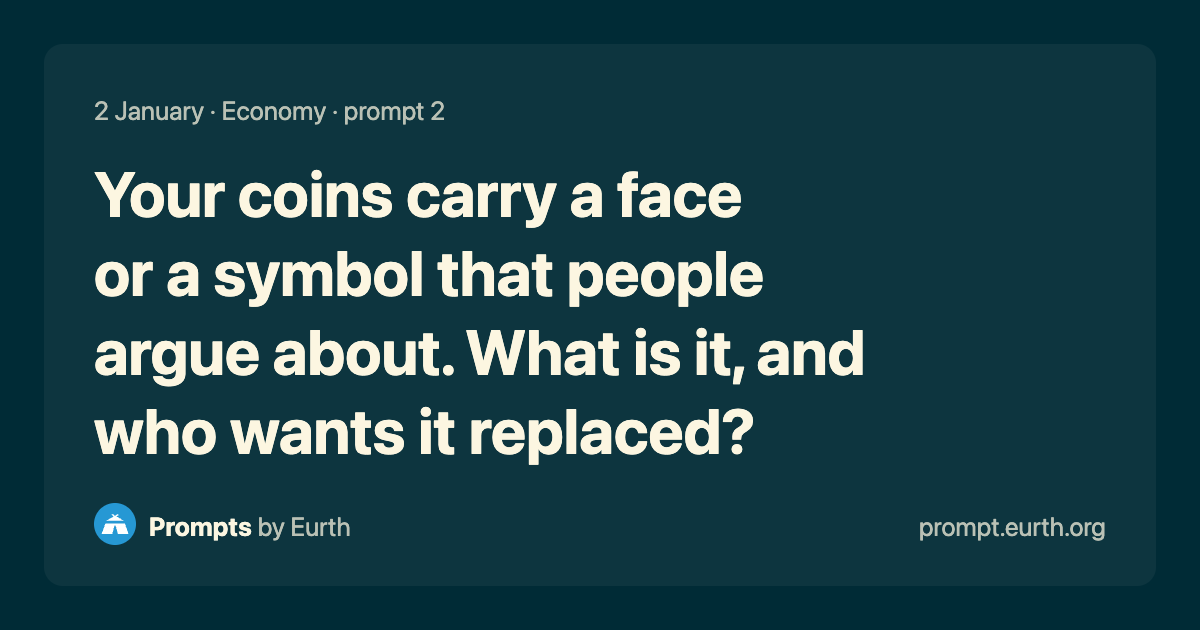 2 January · Economy · prompt 2
Your coins carry a face
or a symbol that people
argue about. What is it, and
who wants it replaced?
Prompts by Eurth
prompt.eurth.org